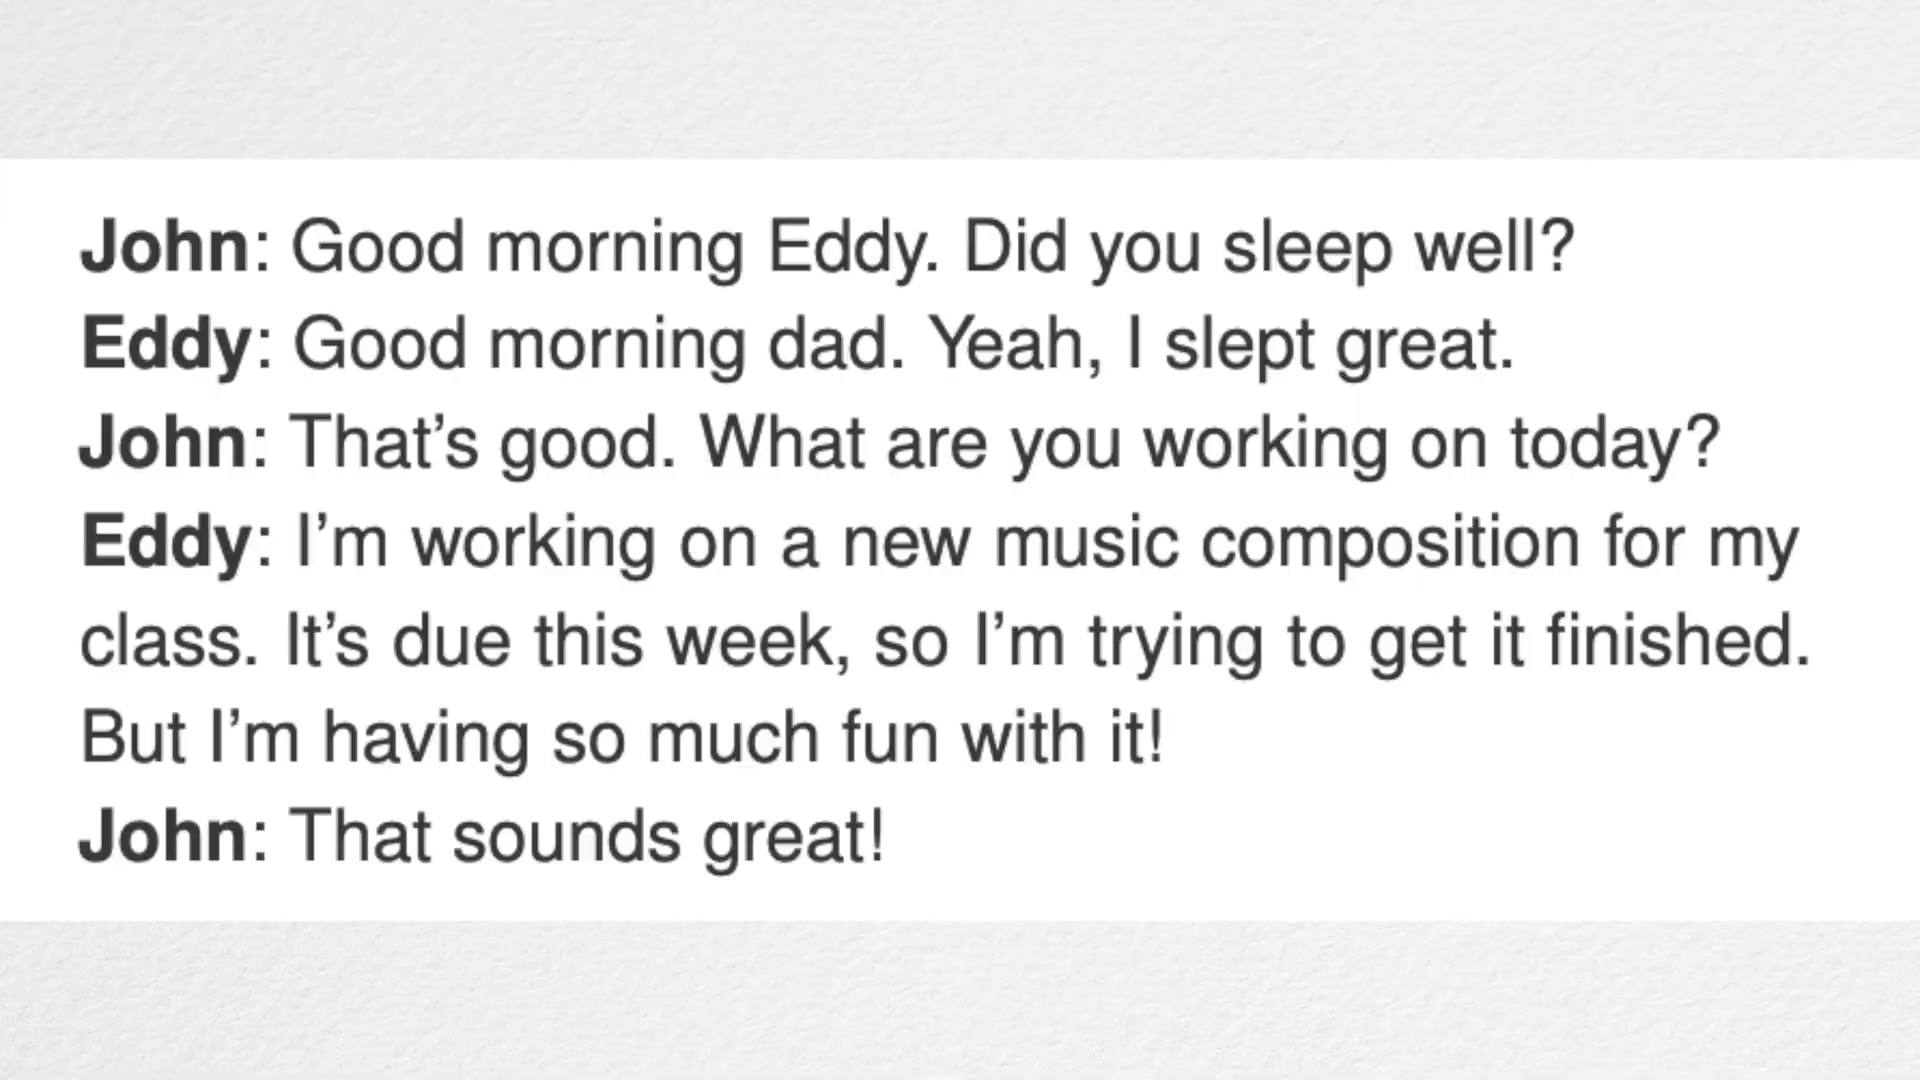 John: Good morning Eddy. Did you sleep well?
Eddy: Good morning dad. Yeah, I slept great.
John: That’s good. What are you working on today?
Eddy: I’m working on a new music composition for my
class. It’s due this week, so I’m trying to get it finished.
But I’m having so much fun with it!
John: That sounds great!